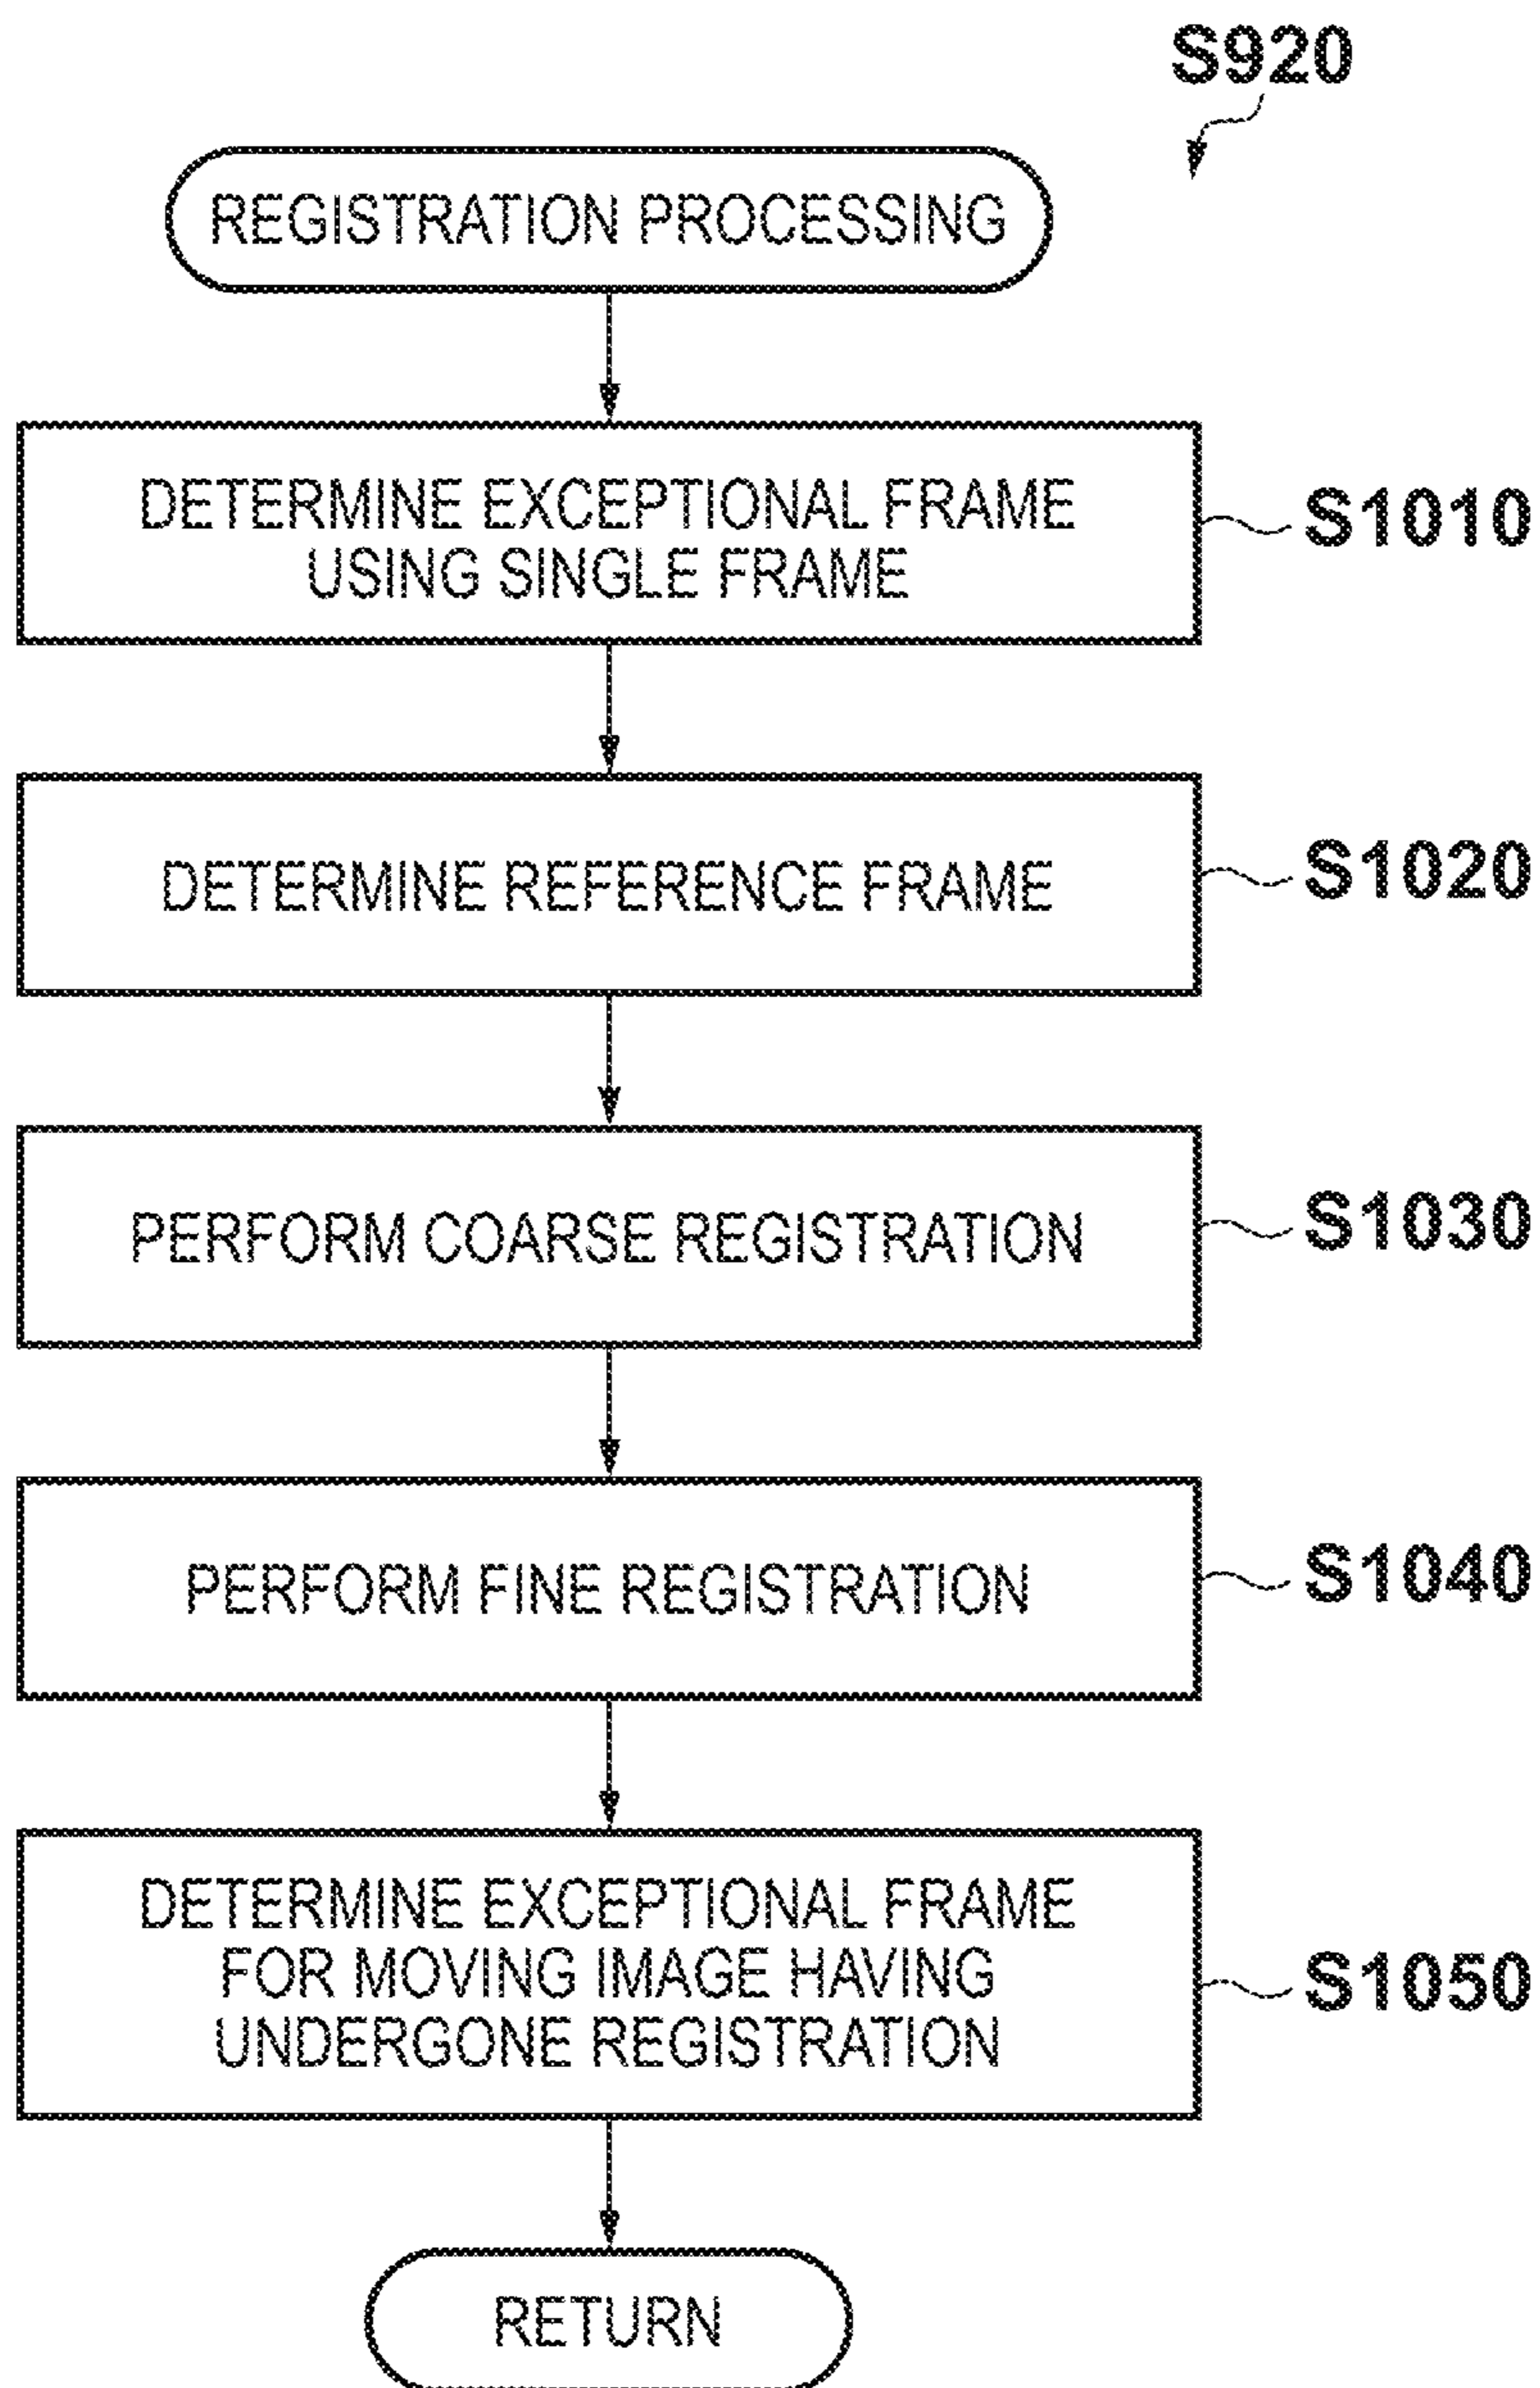 S920
REGISTRATION PROCESSING
DETERMINE EXCEPTIONAL FRAME
USING SINGLE FRAME
S1010
DETERMINE REFERENCE FRAME
S1020
PERFORM COARSE REGISTRATION
S1030
PERFORM FINE REGISTRATION
S1040
DETERMINE EXCEPTIONAL FRAME
FOR MOVING IMAGE HAVING
UNDERGONE REGISTRATION
S1050
RETURN